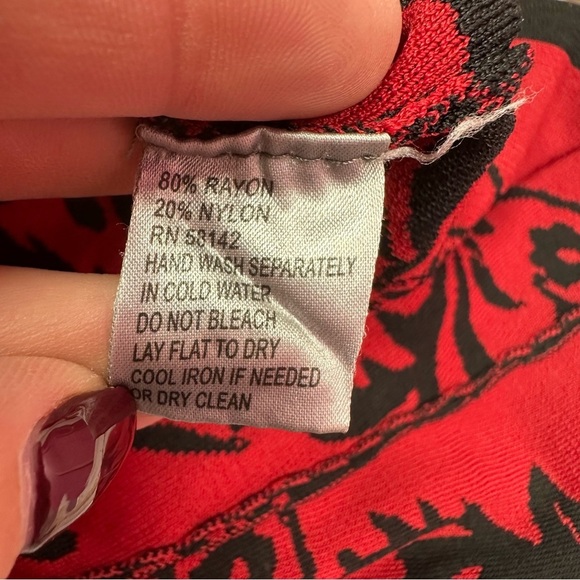 80% RAYON
20% NYLON
RN 58142
HAND WASH SEPARATELY
IN COLD WATER
DO NOT BLEACH
LAY FLAT TO DRY
COOL IRON IF NEEDED
OR DRY CLEAN